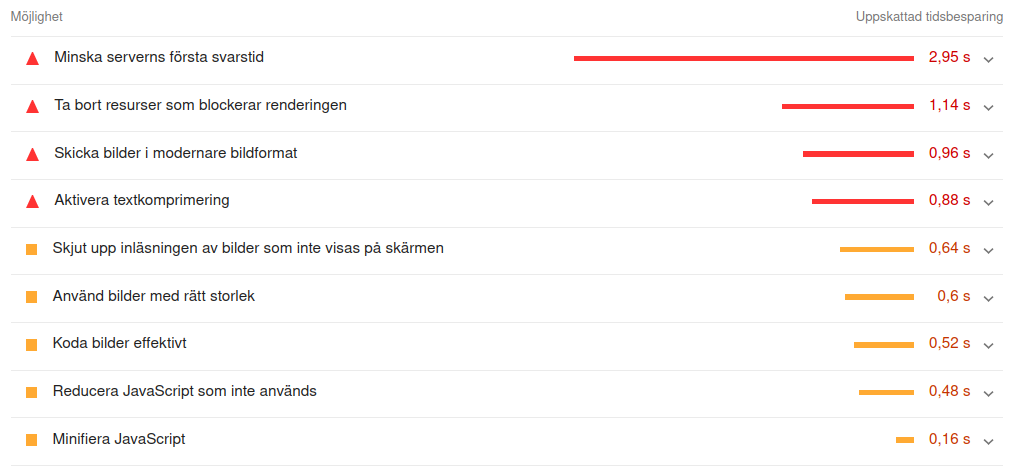 Möjlighet Uppskattad tidsbesparing
Minska serverns första svarstid 2,95 s
Ta bort resurser som blockerar renderingen 1,14 s
Skicka bilder i modernare bildformat 0,96 s
Aktivera textkomprimering 0,88 s
Skjut upp inläsningen av bilder som inte visas på skärmen 0,64 s
Använd bilder med rätt storlek 0,6 s
Koda bilder effektivt 0,52 s
Reducera JavaScript som inte används 0,48 s
Minifiera JavaScript 0,16 s